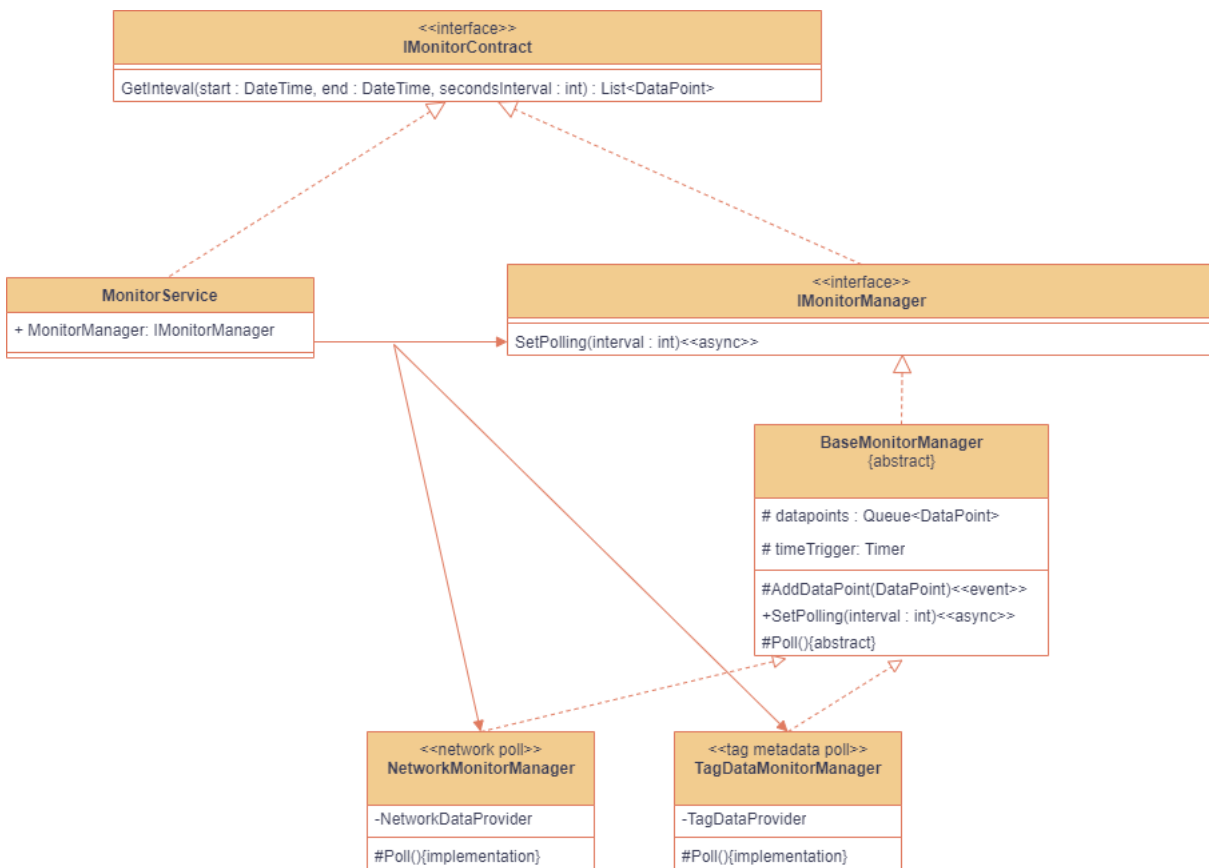 <<interface>>
IMonitorContract
GetInteval(start : DateTime, end : DateTime, secondsInterval : int) : List<DataPoint>
MonitorService
+ MonitorManager: IMonitorManager
<<interface>>
IMonitorManager
SetPolling(interval : int)<<async>>
BaseMonitorManager
{abstract}
# datapoints : Queue<DataPoint>
# timeTrigger: Timer
#AddDataPoint(DataPoint)<<event>>
+SetPolling(interval : int)<<async>>
#Poll(){abstract}
<<network poll>>
NetworkMonitorManager
-NetworkDataProvider
#Poll(){implementation}
<<tag metadata poll>>
TagDataMonitorManager
-TagDataProvider
#Poll(){implementation}